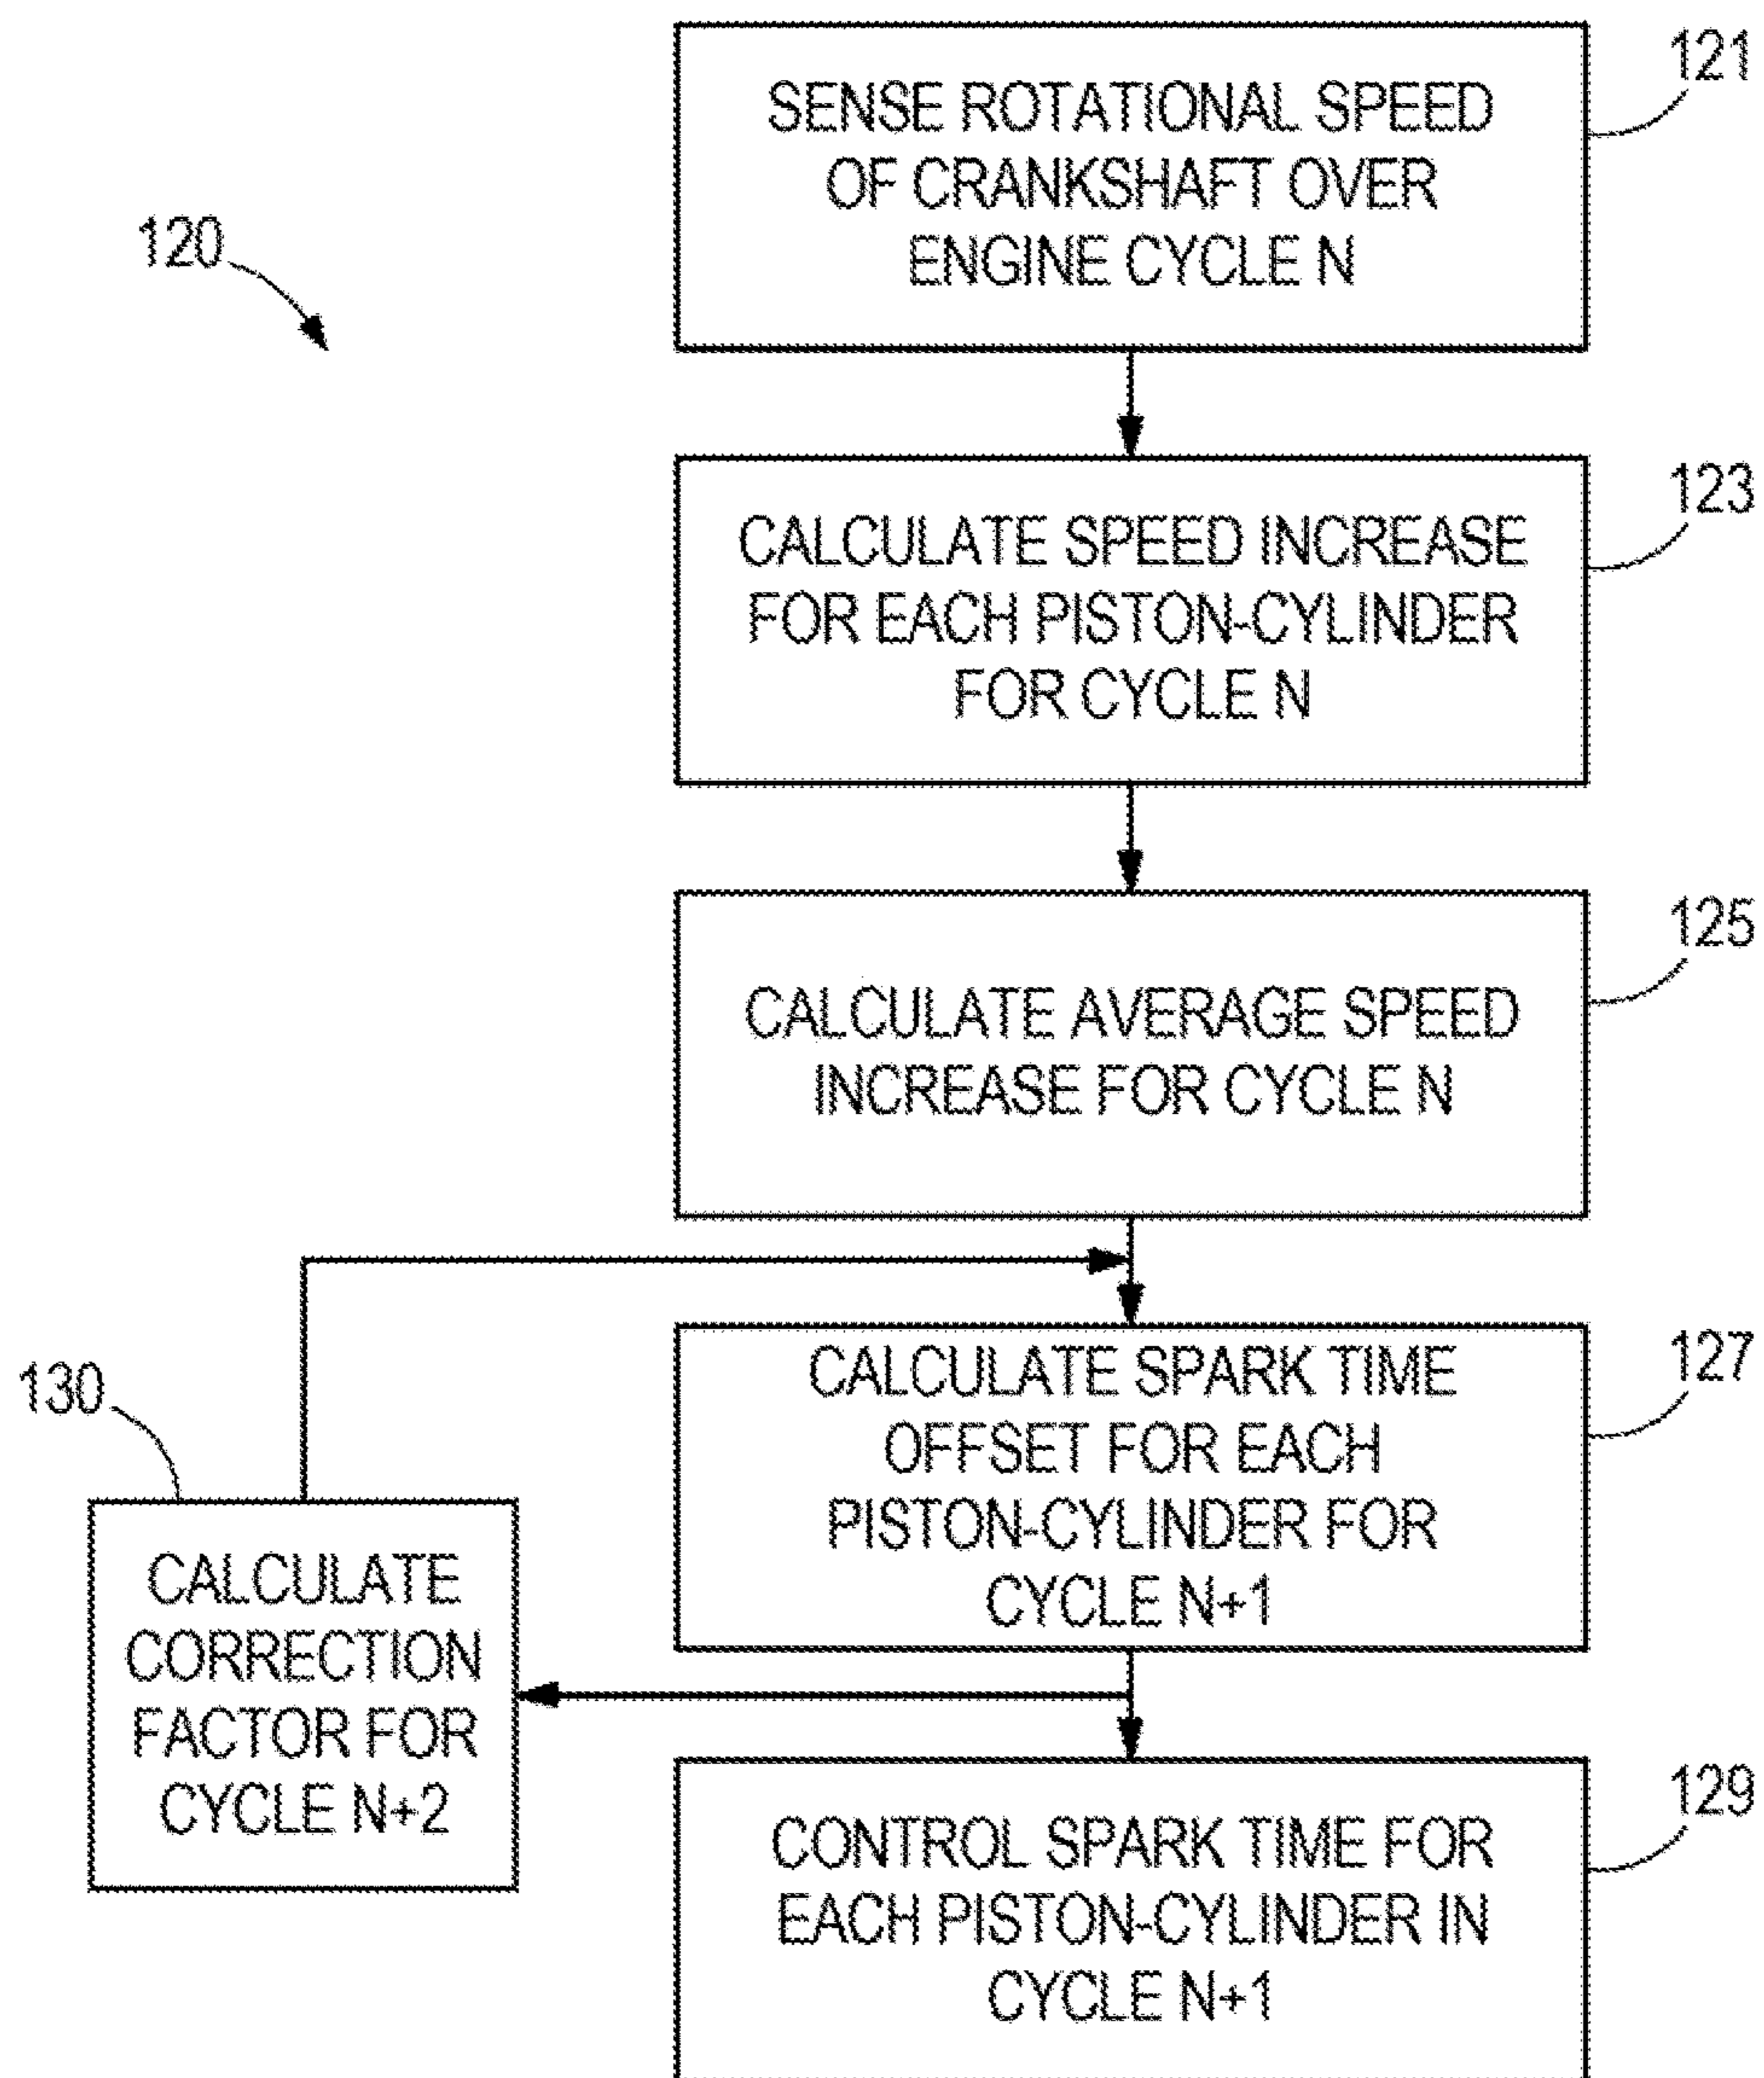 121
SENSE ROTATIONAL SPEED
OF CRANKSHAFT OVER
ENGINE CYCLE N
120
123
CALCULATE SPEED INCREASE
FOR EACH PISTON-CYLINDER
FOR CYCLE N
125
CALCULATE AVERAGE SPEED
INCREASE FOR CYCLE N
127
CALCULATE SPARK TIME
OFFSET FOR EACH
PISTON-CYLINDER FOR
CYCLE N+1
130
CALCULATE
CORRECTION
FACTOR FOR
CYCLE N+2
129
CONTROL SPARK TIME FOR
EACH PISTON-CYLINDER IN
CYCLE N+1